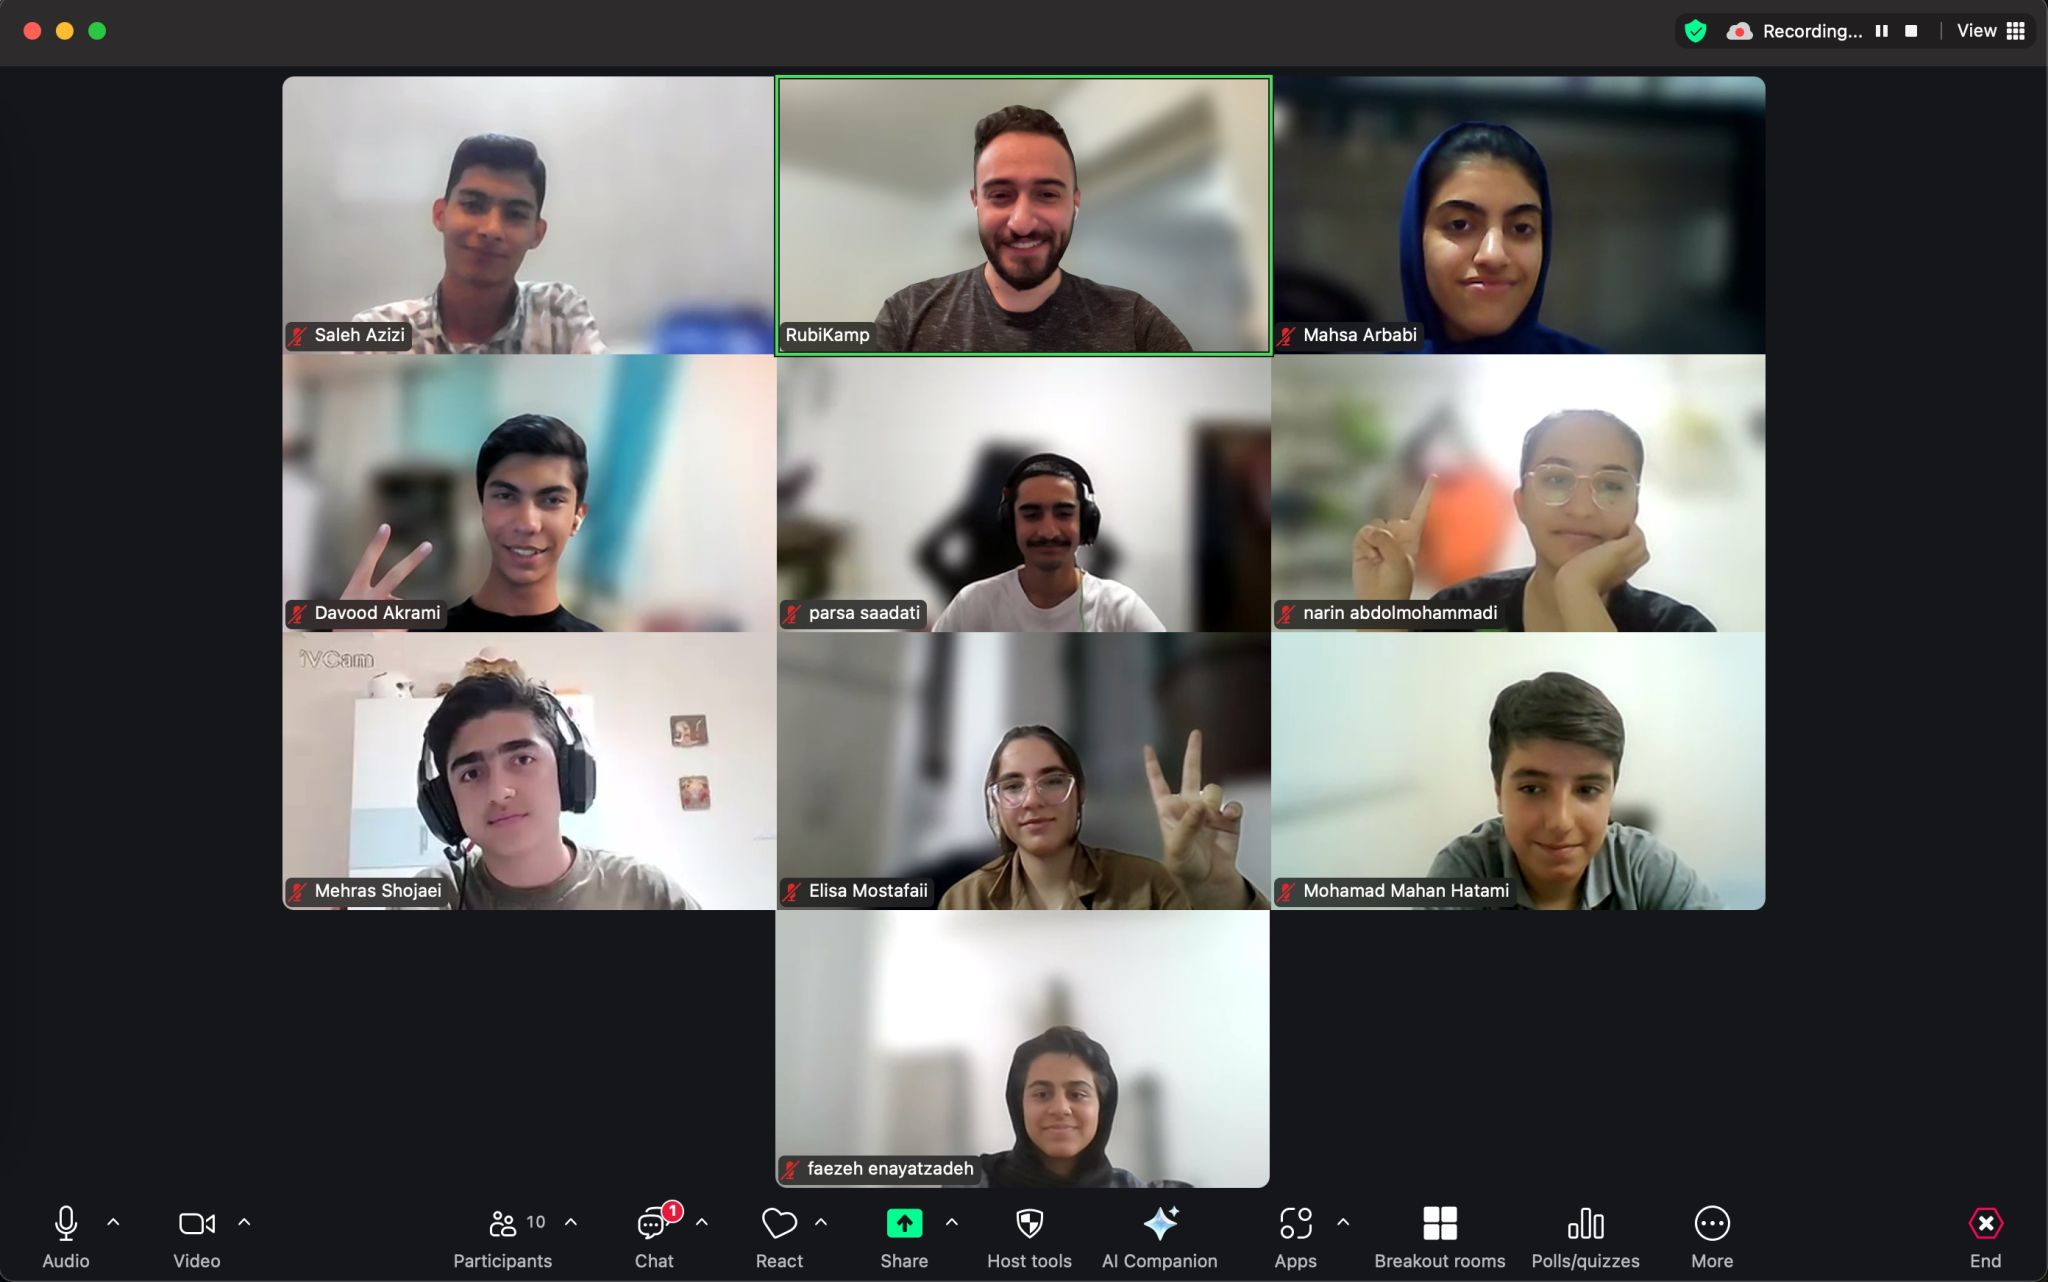 Recording...
View
Saleh Azizi
RubiKamp
Mahsa Arbabi
Davood Akrami
parsa saadati
narin abdolmohammadi
iVCam
Mehras Shojaei
Elisa Mostafaii
Mohamad Mahan Hatami
faezeh enayatzadeh
10
1
Audio
Video
Participants
Chat
React
Share
Host tools
AI Companion
Apps
Breakout rooms
Polls/quizzes
More
End